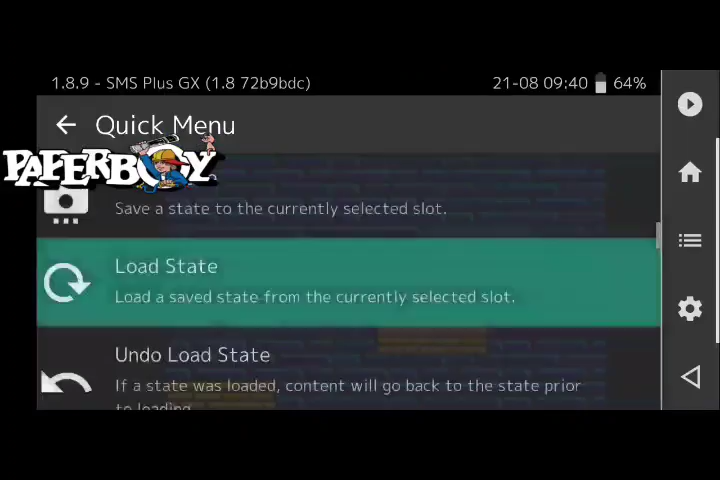 1.8.9 - SMS Plus GX (1.8 72b9bdc)
21-08 09:40 64%
Quick Menu
PAPERBOY
Save a state to the currently selected slot.
Load State
Load a saved state from the currently selected slot.
Undo Load State
If a state was loaded, content will go back to the state prior
to loading.